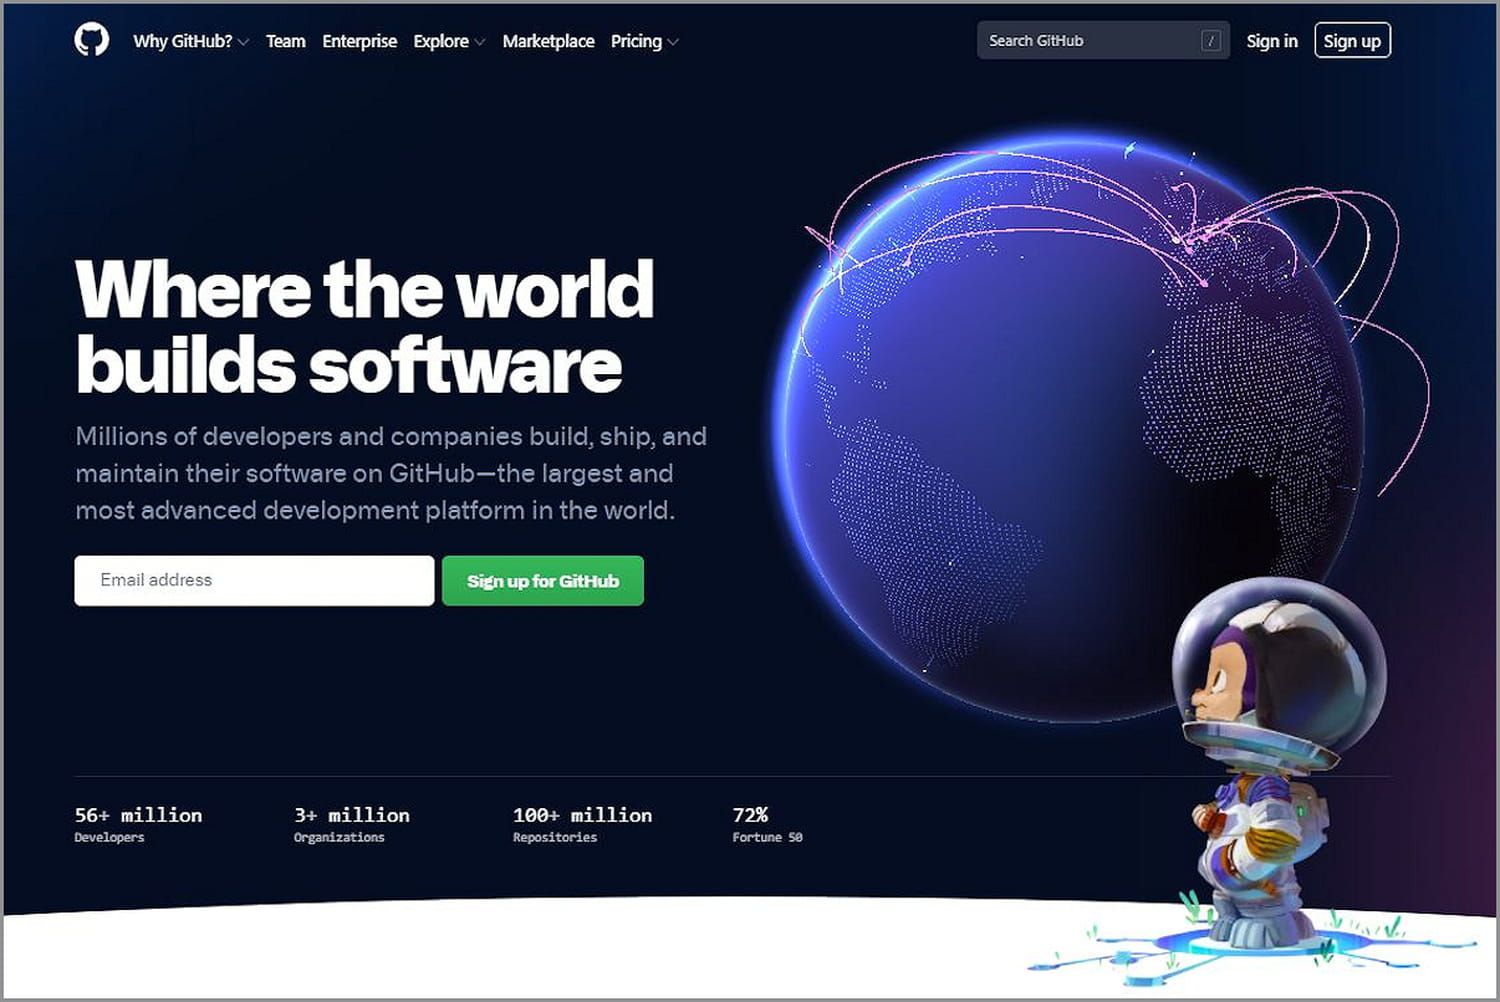 Why GitHub? Team Enterprise Explore Marketplace Pricing Search GitHub / Sign in Sign up
Where the world
builds software
Millions of developers and companies build, ship, and
maintain their software on GitHub—the largest and
most advanced development platform in the world.
Email address Sign up for GitHub
56+ million 3+ million 100+ million 72%
Developers Organizations Repositories Fortune 50